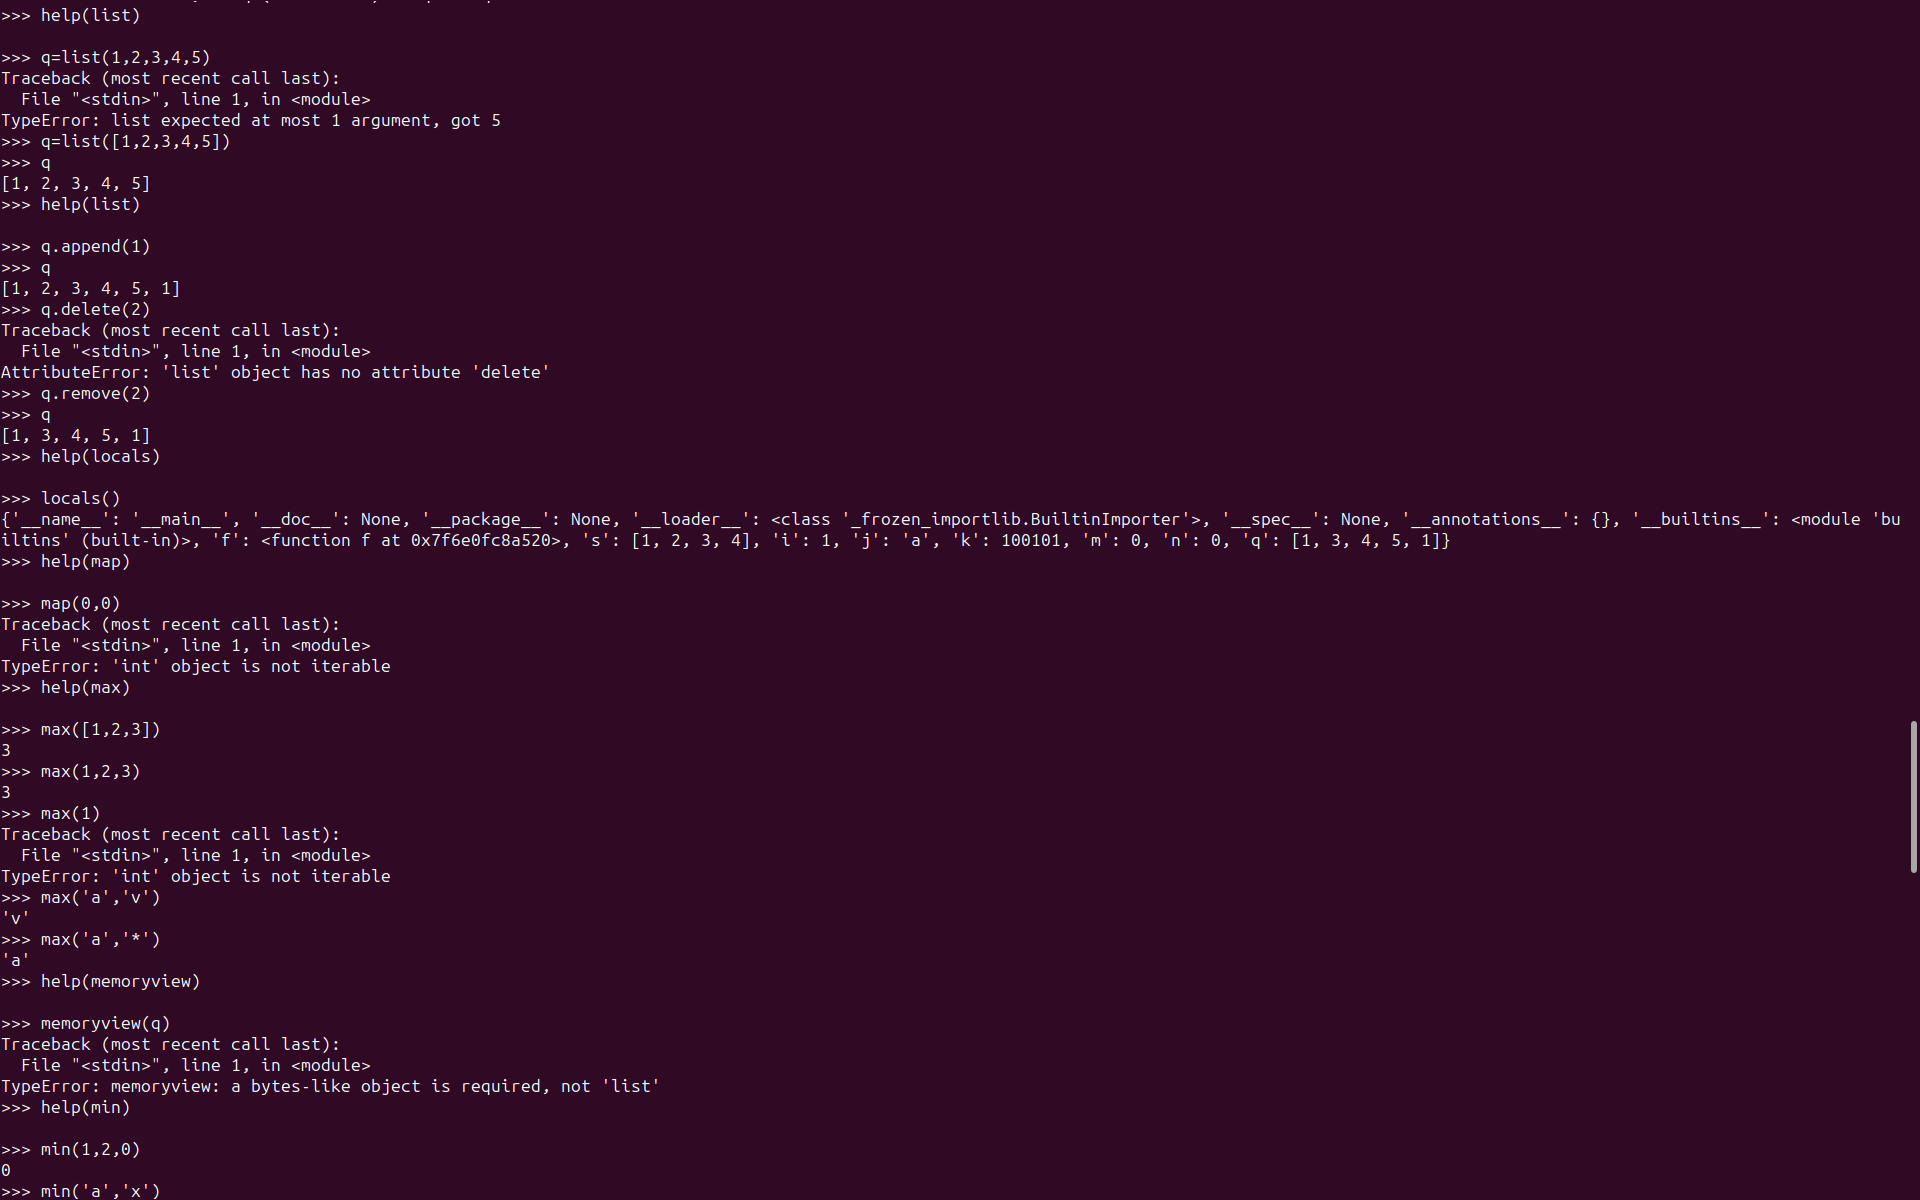 >>> help(list)

>>> q=list(1,2,3,4,5)
Traceback (most recent call last):
  File "<stdin>", line 1, in <module>
TypeError: list expected at most 1 argument, got 5
>>> q=list([1,2,3,4,5])
>>> q
[1, 2, 3, 4, 5]
>>> help(list)

>>> q.append(1)
>>> q
[1, 2, 3, 4, 5, 1]
>>> q.delete(2)
Traceback (most recent call last):
  File "<stdin>", line 1, in <module>
AttributeError: 'list' object has no attribute 'delete'
>>> q.remove(2)
>>> q
[1, 3, 4, 5, 1]
>>> help(locals)

>>> locals()
{'__name__': '__main__', '__doc__': None, '__package__': None, '__loader__': <class '_frozen_importlib.BuiltinImporter'>, '__spec__': None, '__annotations__': {}, '__builtins__': <module 'bu
iltins' (built-in)>, 'f': <function f at 0x7f6e0fc8a520>, 's': [1, 2, 3, 4], 'i': 1, 'j': 'a', 'k': 100101, 'm': 0, 'n': 0, 'q': [1, 3, 4, 5, 1]}
>>> help(map)

>>> map(0,0)
Traceback (most recent call last):
  File "<stdin>", line 1, in <module>
TypeError: 'int' object is not iterable
>>> help(max)

>>> max([1,2,3])
3
>>> max(1,2,3)
3
>>> max(1)
Traceback (most recent call last):
  File "<stdin>", line 1, in <module>
TypeError: 'int' object is not iterable
>>> max('a','v')
'v'
>>> max('a','*')
'a'
>>> help(memoryview)

>>> memoryview(q)
Traceback (most recent call last):
  File "<stdin>", line 1, in <module>
TypeError: memoryview: a bytes-like object is required, not 'list'
>>> help(min)

>>> min(1,2,0)
0
>>> min('a','x')